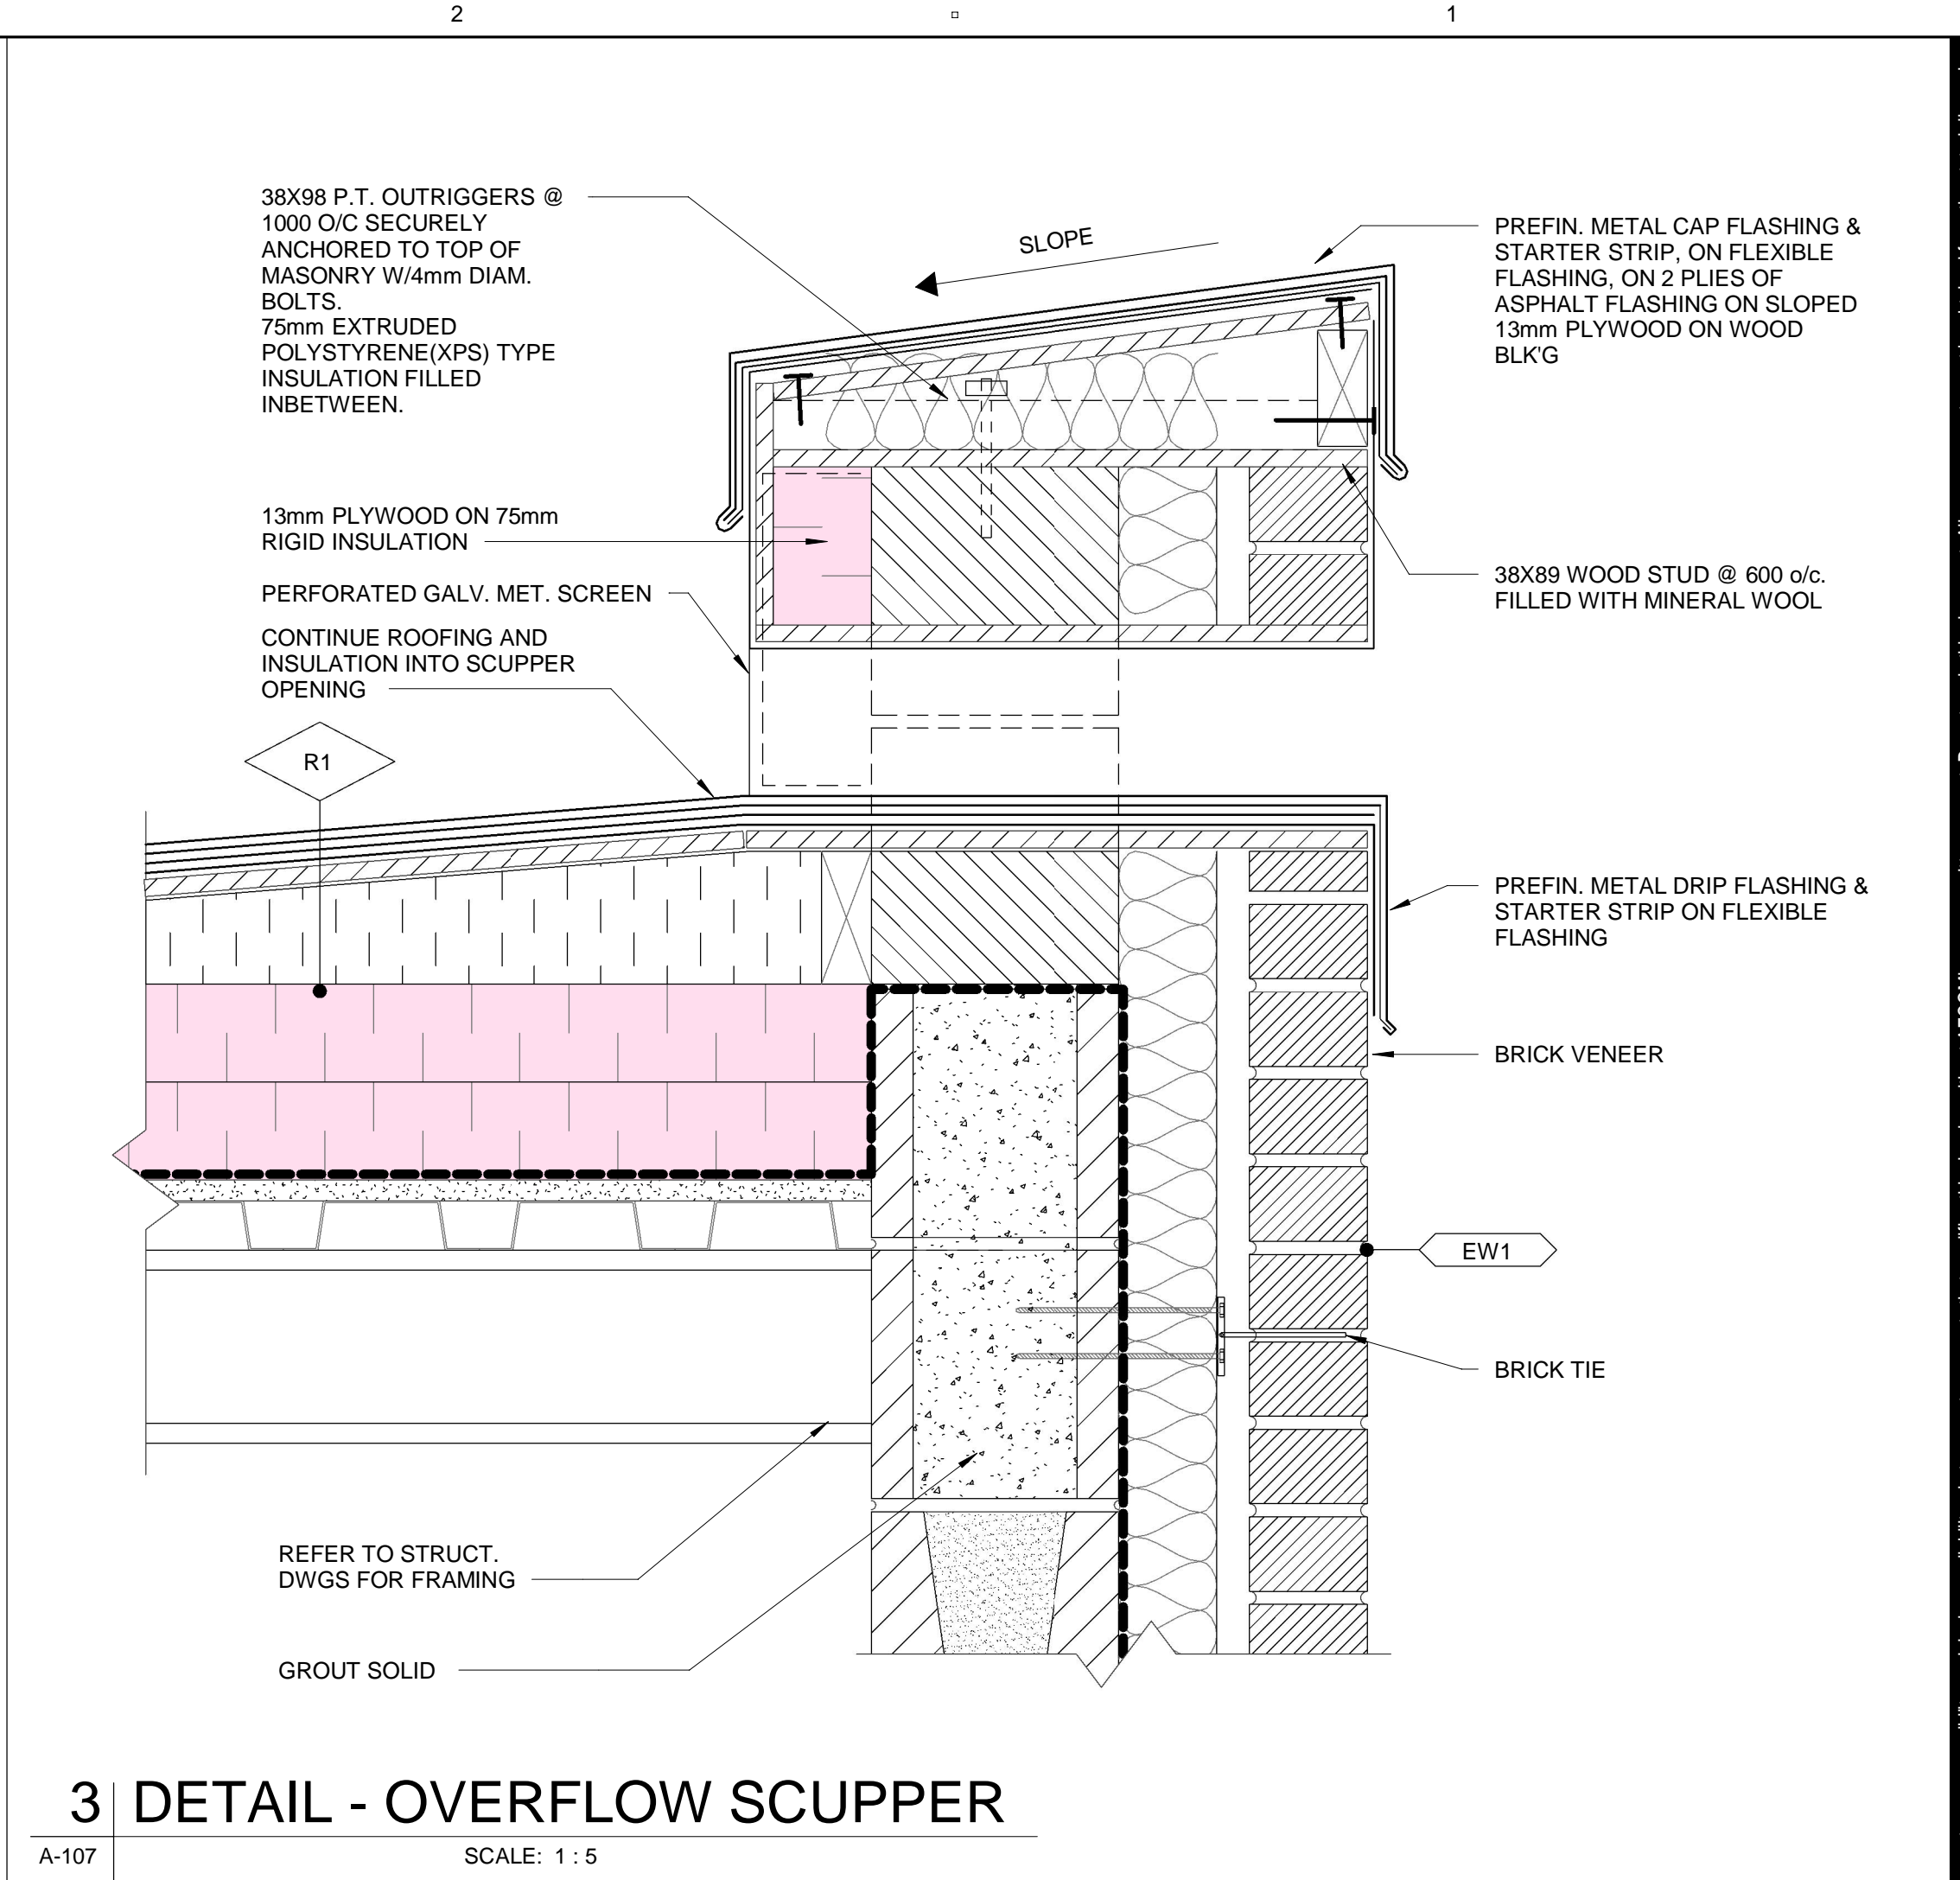 2
1
38X98 P.T. OUTRIGGERS @
1000 O/C SECURELY
ANCHORED TO TOP OF
MASONRY W/4mm DIAM.
BOLTS.
75mm EXTRUDED
POLYSTYRENE(XPS) TYPE
INSULATION FILLED
INBETWEEN.
SLOPE
PREFIN. METAL CAP FLASHING &
STARTER STRIP, ON FLEXIBLE
FLASHING, ON 2 PLIES OF
ASPHALT FLASHING ON SLOPED
13mm PLYWOOD ON WOOD
BLK'G
13mm PLYWOOD ON 75mm
RIGID INSULATION
PERFORATED GALV. MET. SCREEN
38X89 WOOD STUD @ 600 o/c.
FILLED WITH MINERAL WOOL
CONTINUE ROOFING AND
INSULATION INTO SCUPPER
OPENING
R1
PREFIN. METAL DRIP FLASHING &
STARTER STRIP ON FLEXIBLE
FLASHING
BRICK VENEER
EW1
BRICK TIE
REFER TO STRUCT.
DWGS FOR FRAMING
GROUT SOLID
3 DETAIL - OVERFLOW SCUPPER
A-107
SCALE: 1 : 5